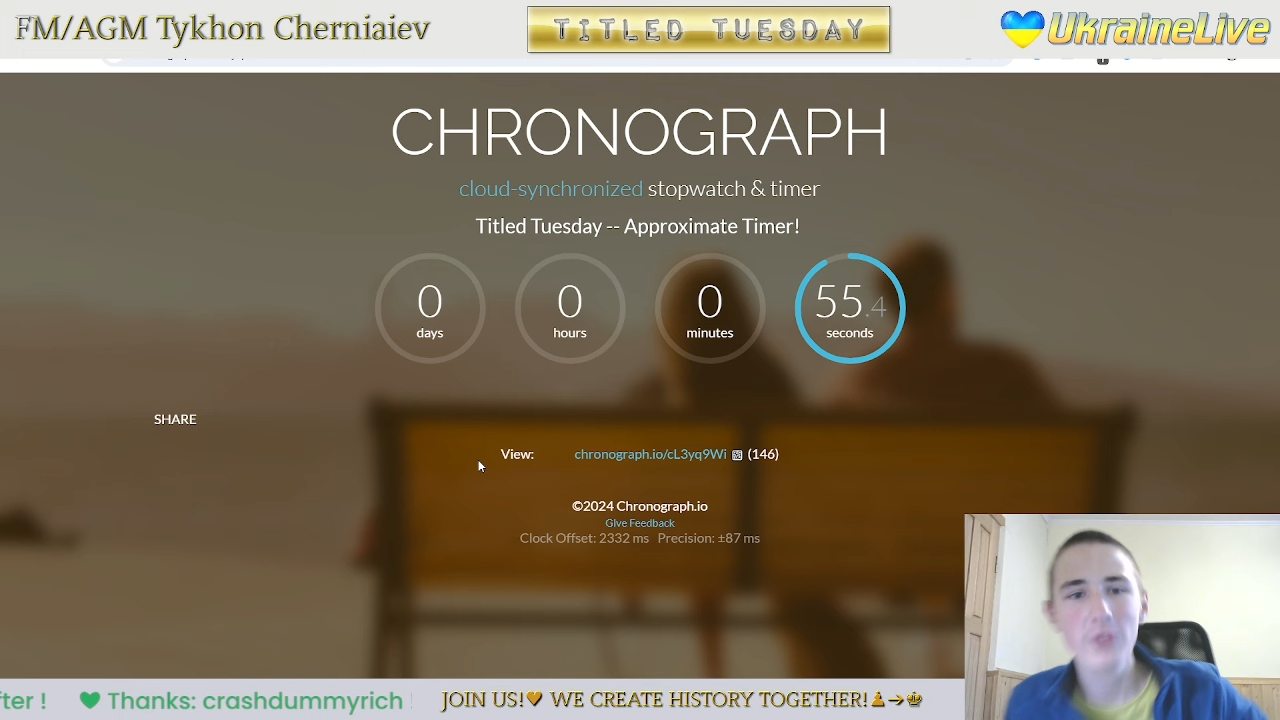 FM/AGM Tykhon Cherniaiev
TITLED TUESDAY
UkraineLive
CHRONOGRAPH
cloud-synchronized stopwatch & timer
Titled Tuesday -- Approximate Timer!
0 days
0 hours
0 minutes
55.4 seconds
SHARE
View: chronograph.io/cL3yq9Wi (146)
©2024 Chronograph.io
Give Feedback
Clock Offset: 2332 ms Precision: ±87 ms
! 💚 Thanks: crashdummyrich
JOIN US!🧡 WE CREATE HISTORY TOGETHER!♟→♚